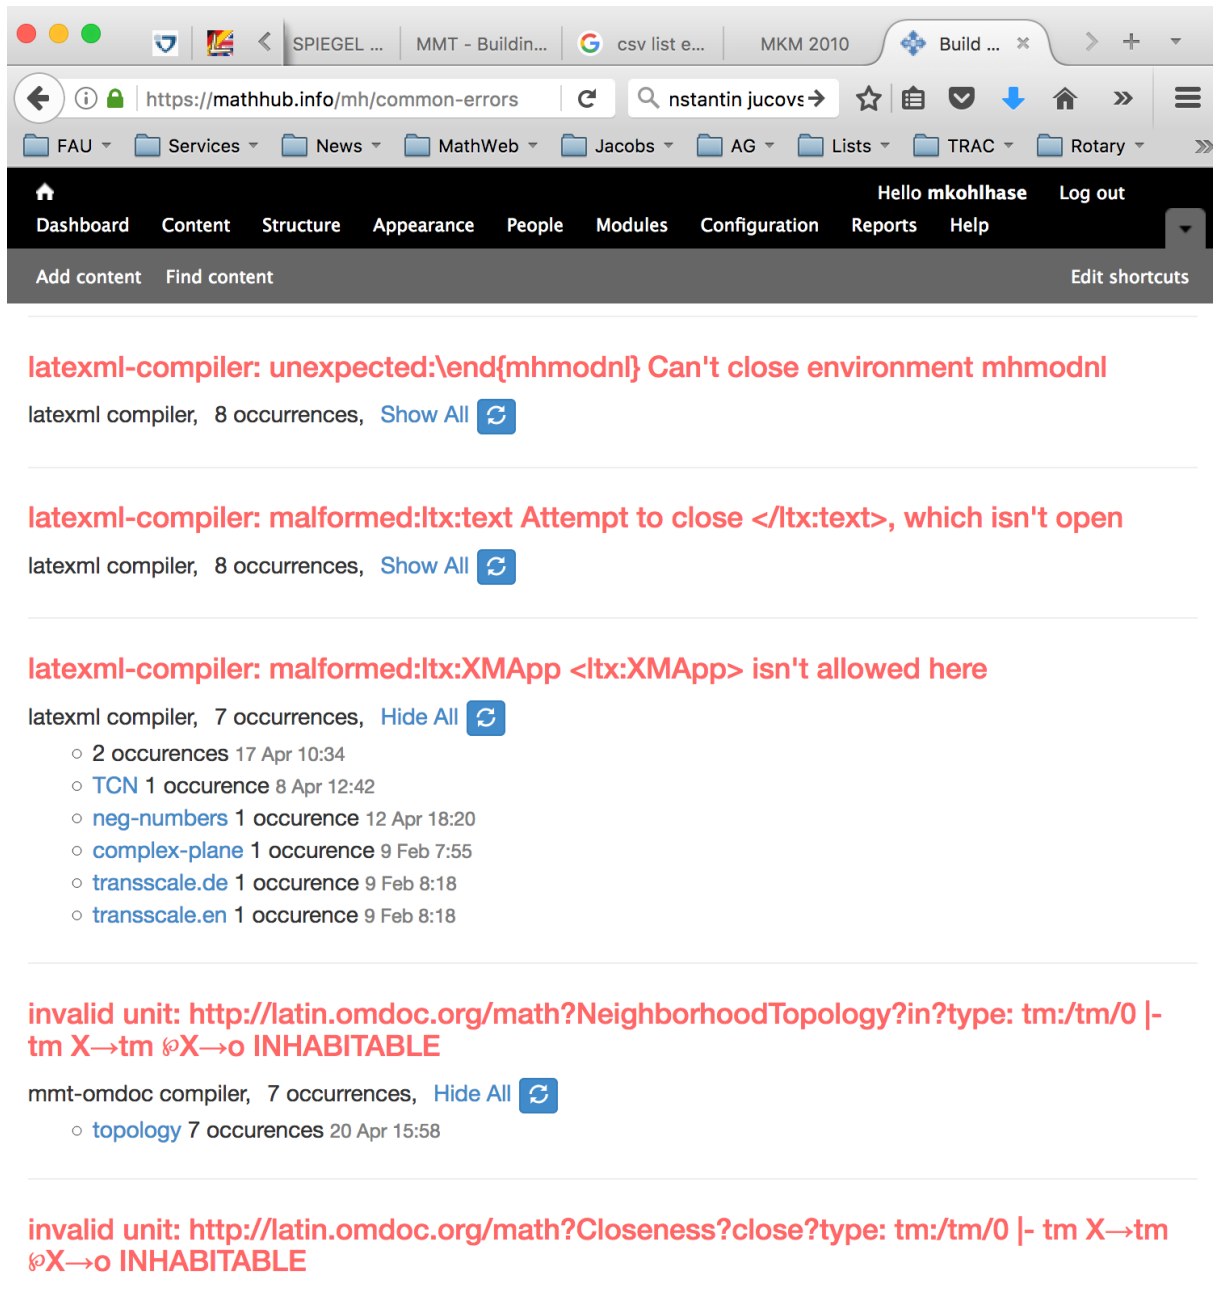 SPIEGEL ...
MMT - Buildin...
csv list e...
MKM 2010
Build ...
https://mathhub.info/mh/common-errors
nstantin jucovs
FAU
Services
News
MathWeb
Jacobs
AG
Lists
TRAC
Rotary
Hello mkohlhase Log out
Dashboard Content Structure Appearance People Modules Configuration Reports Help
Add content Find content Edit shortcuts
latexml-compiler: unexpected:\end{mhmodnl} Can't close environment mhmodnl
latexml compiler, 8 occurrences, Show All
latexml-compiler: malformed:ltx:text Attempt to close </ltx:text>, which isn't open
latexml compiler, 8 occurrences, Show All
latexml-compiler: malformed:ltx:XMApp <ltx:XMApp> isn't allowed here
latexml compiler, 7 occurrences, Hide All
2 occurences 17 Apr 10:34
TCN 1 occurence 8 Apr 12:42
neg-numbers 1 occurence 12 Apr 18:20
complex-plane 1 occurence 9 Feb 7:55
transscale.de 1 occurence 9 Feb 8:18
transscale.en 1 occurence 9 Feb 8:18
invalid unit: http://latin.omdoc.org/math?NeighborhoodTopology?in?type: tm:/tm/0 |-
tm X→tm ℘X→o INHABITABLE
mmt-omdoc compiler, 7 occurrences, Hide All
topology 7 occurences 20 Apr 15:58
invalid unit: http://latin.omdoc.org/math?Closeness?close?type: tm:/tm/0 |- tm X→tm
℘X→o INHABITABLE